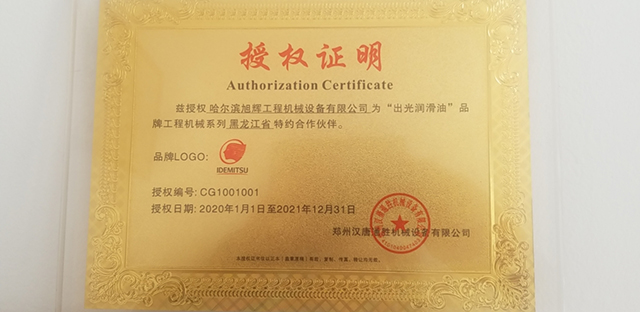 授权证明
Authorization Certificate
兹授权 哈尔滨旭辉工程机械设备有限公司 为“出光润滑油”品
牌工程机械系列 黑龙江省 特约合作伙伴。
品牌LOGO:
IDEMITSU
授权编号: CG1001001
授权日期: 2020年1月1日至2021年12月31日
郑州汉唐通胜机械设备有限公司